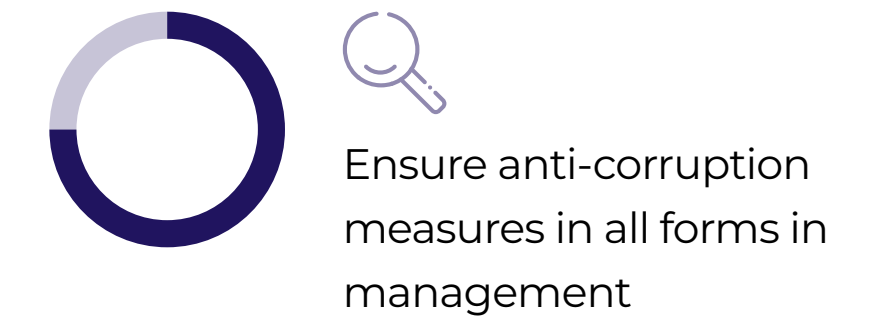 Ensure anti-corruption
measures in all forms in
management